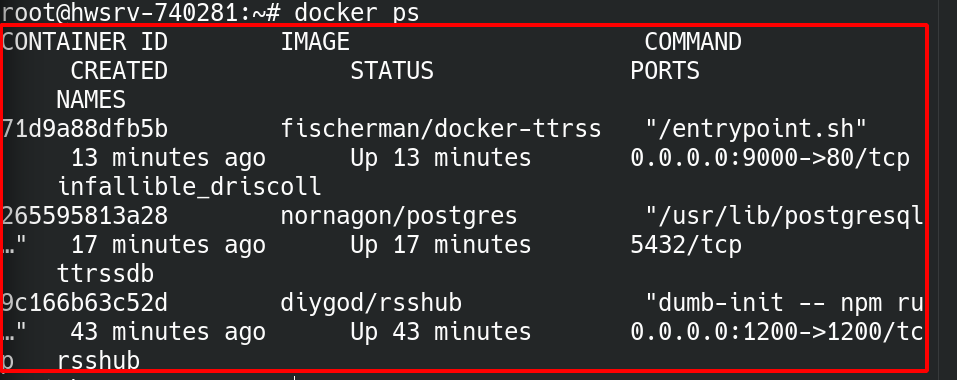 root@hwsrv-740281:~# docker ps
CONTAINER ID IMAGE COMMAND
CREATED STATUS PORTS
NAMES
71d9a88dfb5b fischerman/docker-ttrss "/entrypoint.sh"
13 minutes ago Up 13 minutes 0.0.0.0:9000->80/tcp
infallible_driscoll
265595813a28 nornagon/postgres "/usr/lib/postgresql
…" 17 minutes ago Up 17 minutes 5432/tcp
ttrssdb
9c166b63c52d diygod/rsshub "dumb-init -- npm ru
…" 43 minutes ago Up 43 minutes 0.0.0.0:1200->1200/tc
p rsshub